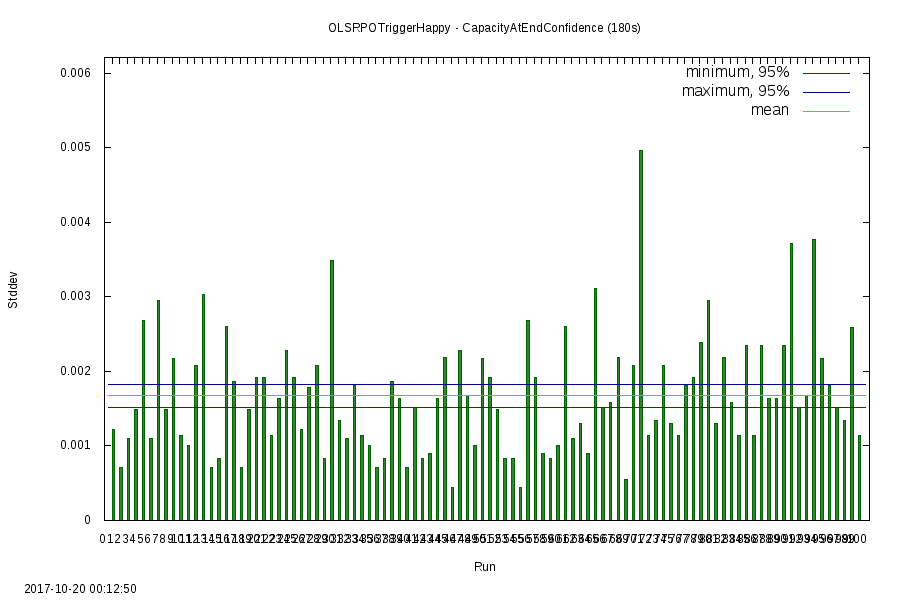 OLSRPOTriggerHappy - CapacityAtEndConfidence (180s)
minimum, 95%
maximum, 95%
mean
0.006
0.005
0.004
0.003
0.002
0.001
0
Stddev
Run
2017-10-20 00:12:50